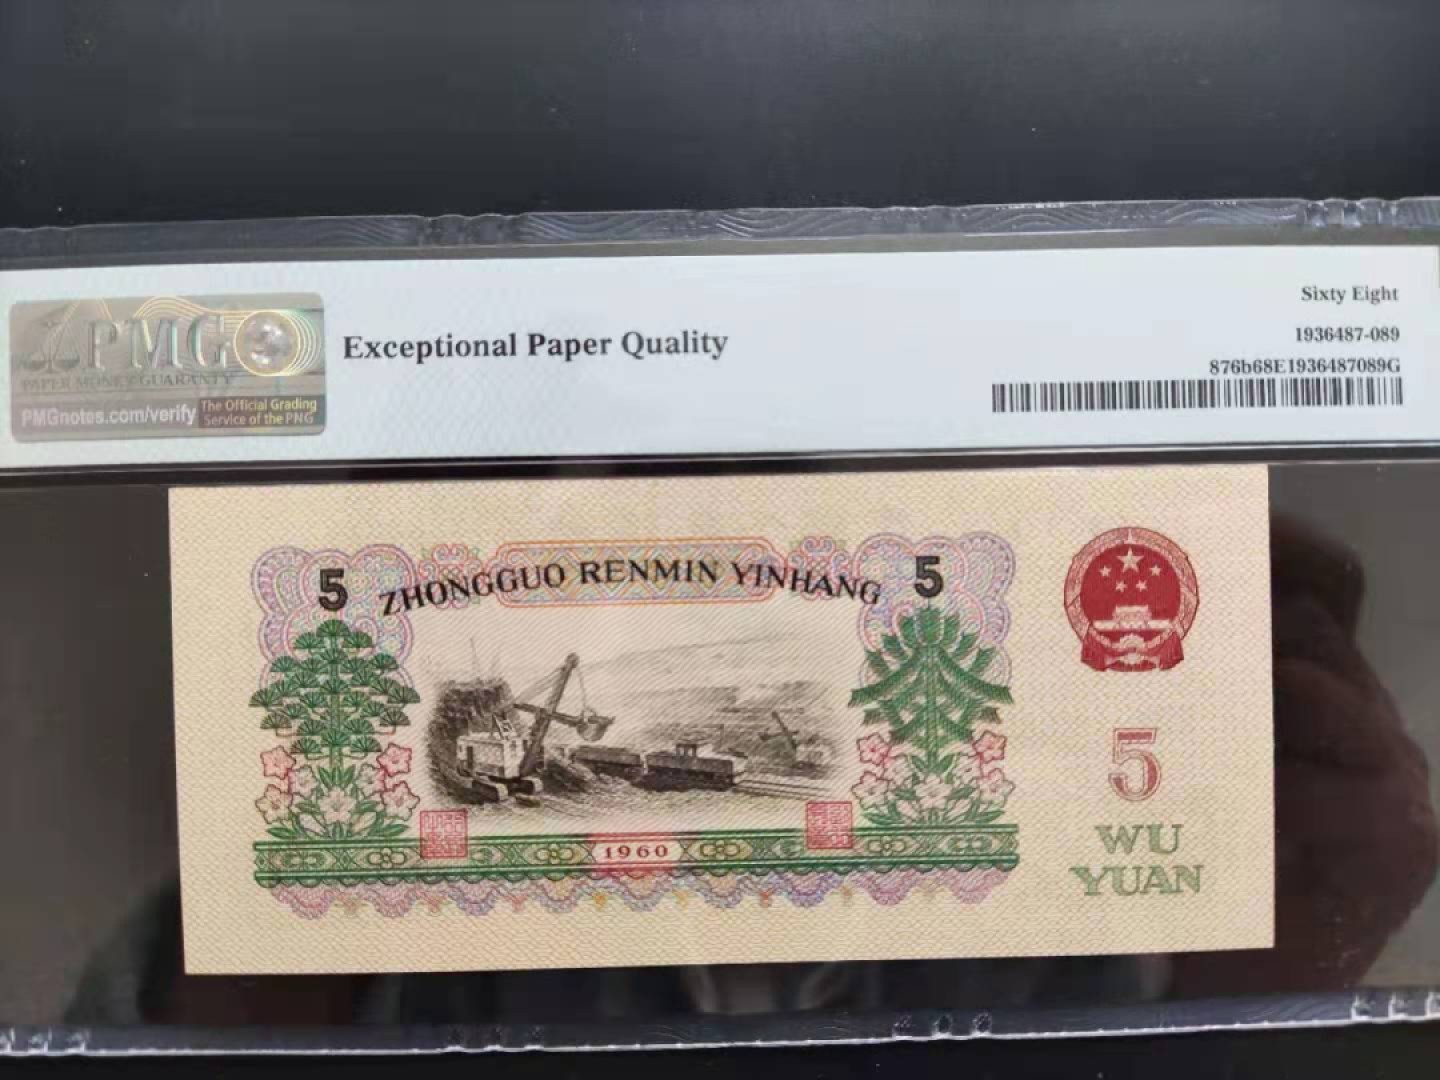 PMG
PAPER MONEY GUARANTY
PMGnotes.com/verify
The Official Grading
Service of the PNG
Exceptional Paper Quality
Sixty Eight
1936487-089
876b68E1936487089G
5
ZHONGGUO RENMIN YINHANG
5
5
WU
YUAN
1960